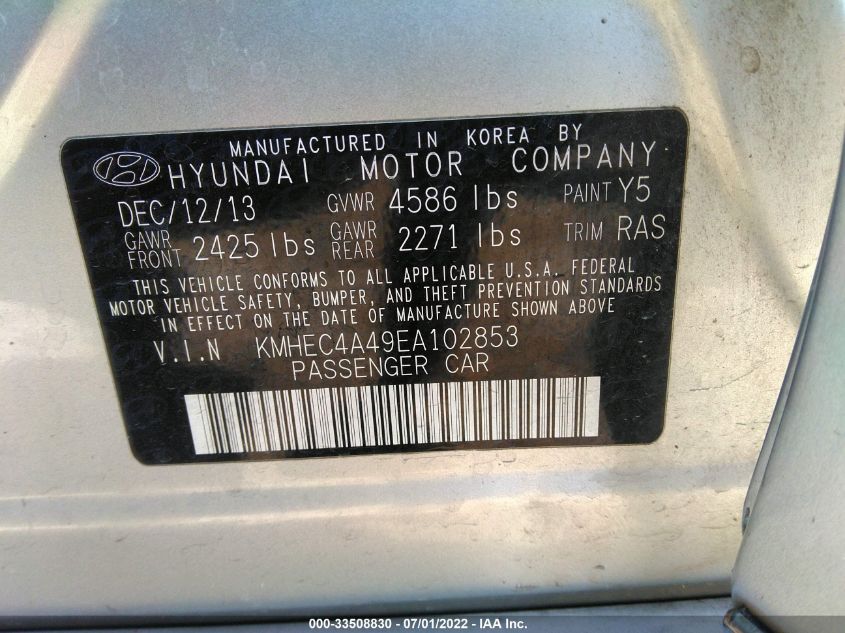 MANUFACTURED IN KOREA BY
HYUNDAI MOTOR COMPANY
DEC/12/13 GVWR 4586 lbs PAINT Y5
GAWR FRONT 2425 lbs GAWR REAR 2271 lbs TRIM RAS
THIS VEHICLE CONFORMS TO ALL APPLICABLE U.S.A. FEDERAL
MOTOR VEHICLE SAFETY, BUMPER, AND THEFT PREVENTION STANDARDS
IN EFFECT ON THE DATE OF MANUFACTURE SHOWN ABOVE
V.I.N KMHEC4A49EA102853
PASSENGER CAR
000-33508830 - 07/01/2022 - IAA Inc.